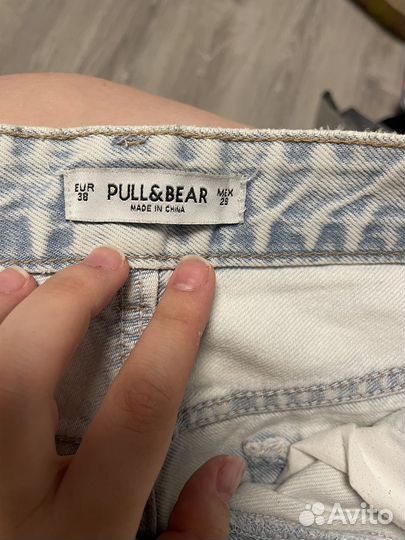 EUR
38
PULL&BEAR
MADE IN CHINA
MEX
28
Avito